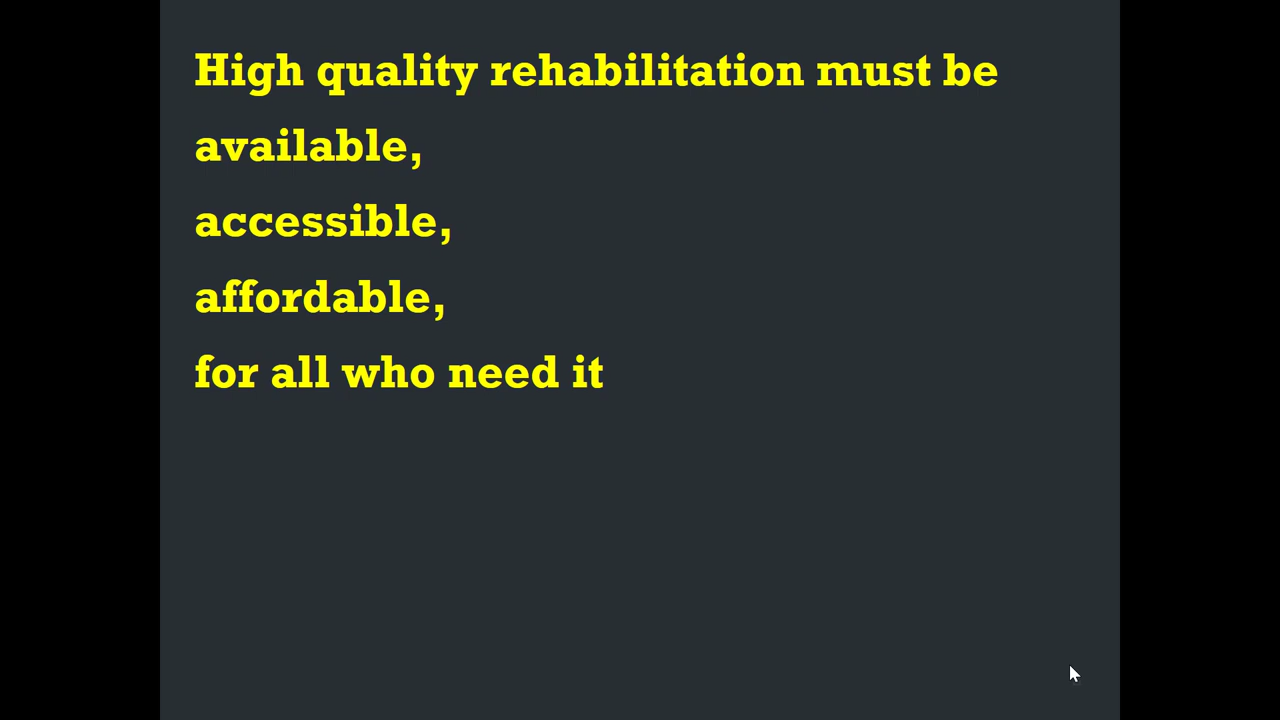 High quality rehabilitation must be
available,
accessible,
affordable,
for all who need it